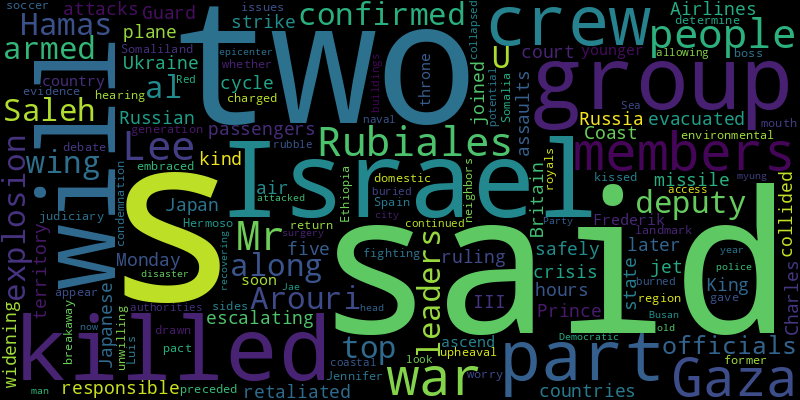 soccer attacks Guard
issues
strike
confirmed
crew
Airlines
determine
Hamas
plane
collapsed
people
armed
Somaliland
Ukraine
epicenter
U
court
younger
allowing
boss
country
two
group
evidence
hearing
al
whether
Red
cycle
throne
joined
potential
Somalia
Saleh
Russian
charged
buildings
naval
assaults
Russia
evacuated
Sea
mouth
generation
passengers
Coast
environmental
debate
Lee
Rubiales
members
wing
embraced
kind
rubble
will
Israel
explosion
condemnation
air
domestic
Ethiopia
buried
Spain
neighbors
Britain
royals
missile
myung
attacked
kissed
access
judiciary
Japan
s
city
deputy
collided
Hermoso
return
continued
Frederik
landmark
territory
Mr
five
fighting
police
surgery
Party
said
Monday
along
leaders
ruling
safely
later
disaster
recovering
sides
crisis
jet
King
Charles
appear
Arouri
hours
state
burned
year
widening
Japanese
soon
III
Prince
region
gave
authorities
escalating
Jae
head
Busan
old
killed
breakaway
now
drawn
unwilling
Luis
top
ascend
Democratic
part
officials
pact
coastal
look
upheaval
former
war
Jennifer
worry
Gaza
man
responsible
preceded
retaliated
countries